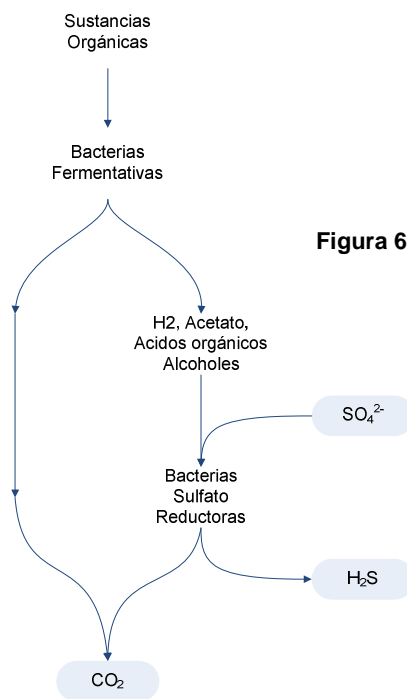 Sustancias
Orgánicas
Bacterias
Fermentativas
Figura 6
H2, Acetato,
Acidos orgánicos
Alcoholes
SO₄²⁻
Bacterias
Sulfato
Reductoras
H₂S
CO₂